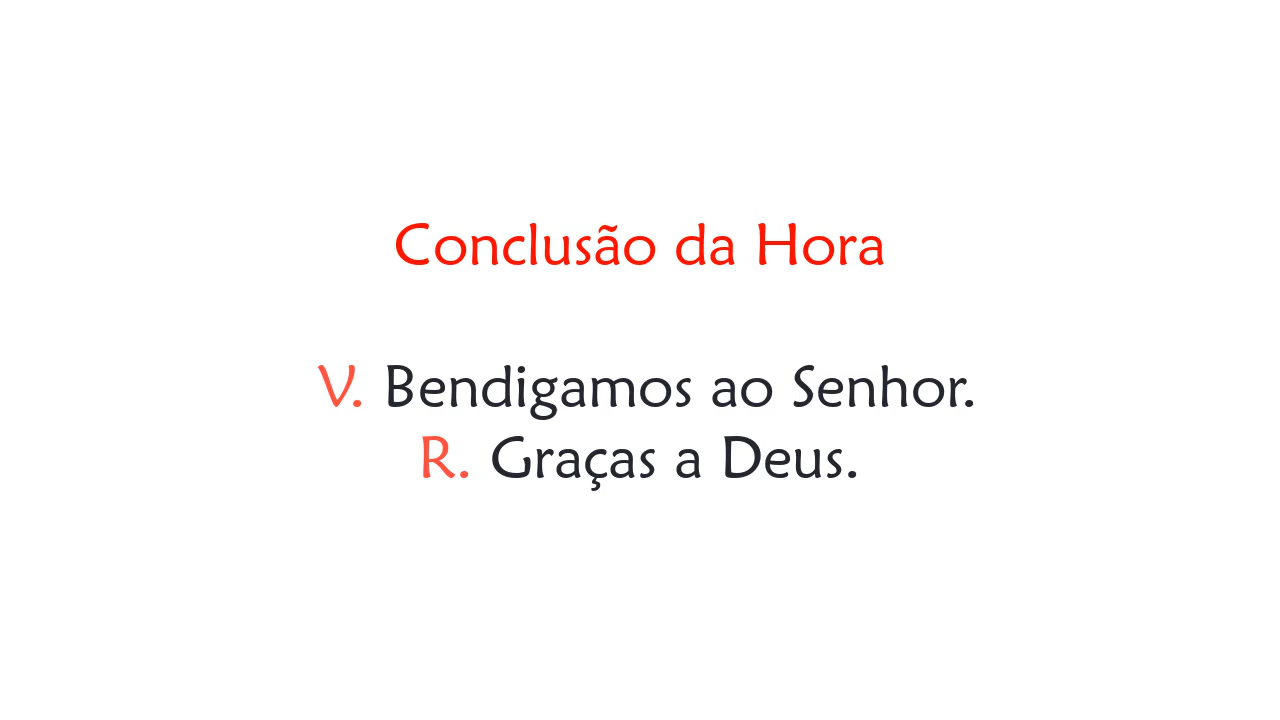 Conclusão da Hora
V. Bendigamos ao Senhor.
R. Graças a Deus.